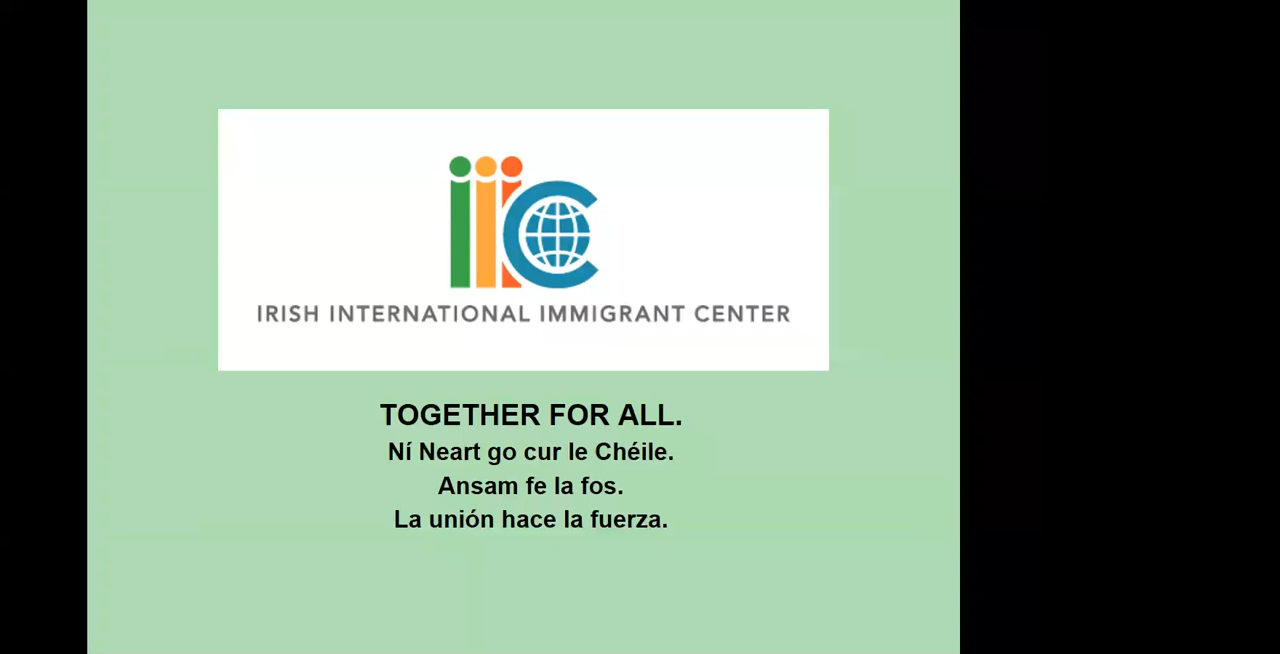 iiic
IRISH INTERNATIONAL IMMIGRANT CENTER
TOGETHER FOR ALL.
Ní Neart go cur le Chéile.
Ansam fe la fos.
La unión hace la fuerza.